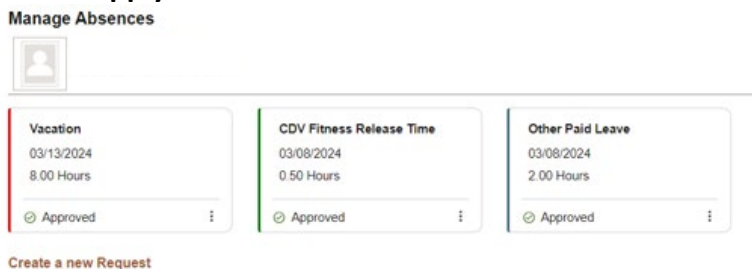 Manage Absences
Vacation
03/13/2024
8.00 Hours
Approved
CDV Fitness Release Time
03/08/2024
0.50 Hours
Approved
Other Paid Leave
03/08/2024
2.00 Hours
Approved
Create a new Request